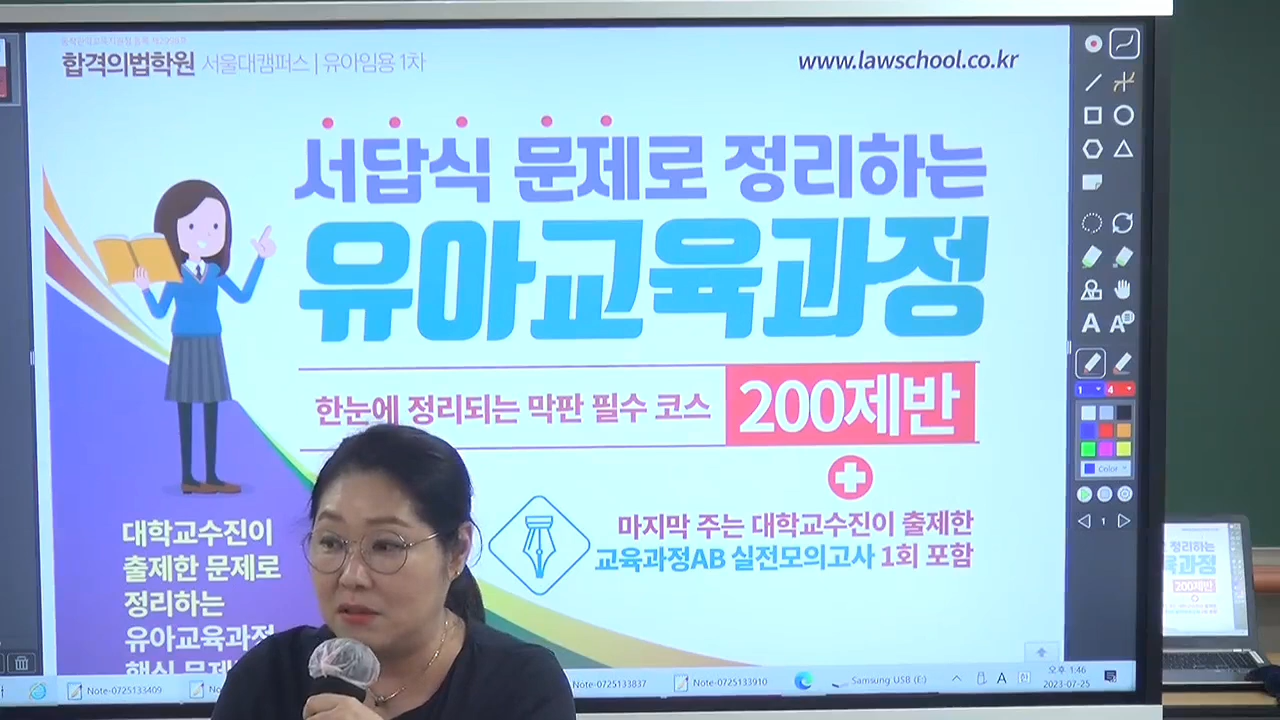 합격의법학원 서울대캠퍼스 | 유아임용 1차
www.lawschool.co.kr
서답식 문제로 정리하는
유아교육과정
한눈에 정리되는 막판 필수 코스
200제반
마지막 주는 대학교수진이 출제한
교육과정AB 실전모의고사 1회 포함
대학교수진이
출제한 문제로
정리하는
유아교육과정
핵심
A
A
1
4
Color
1
정리하는
육과정
200제반
Note-0725133409
No
0725133837
Note-0725133910
Samsung USB (E:)
A
오후 1:46
2023-07-25